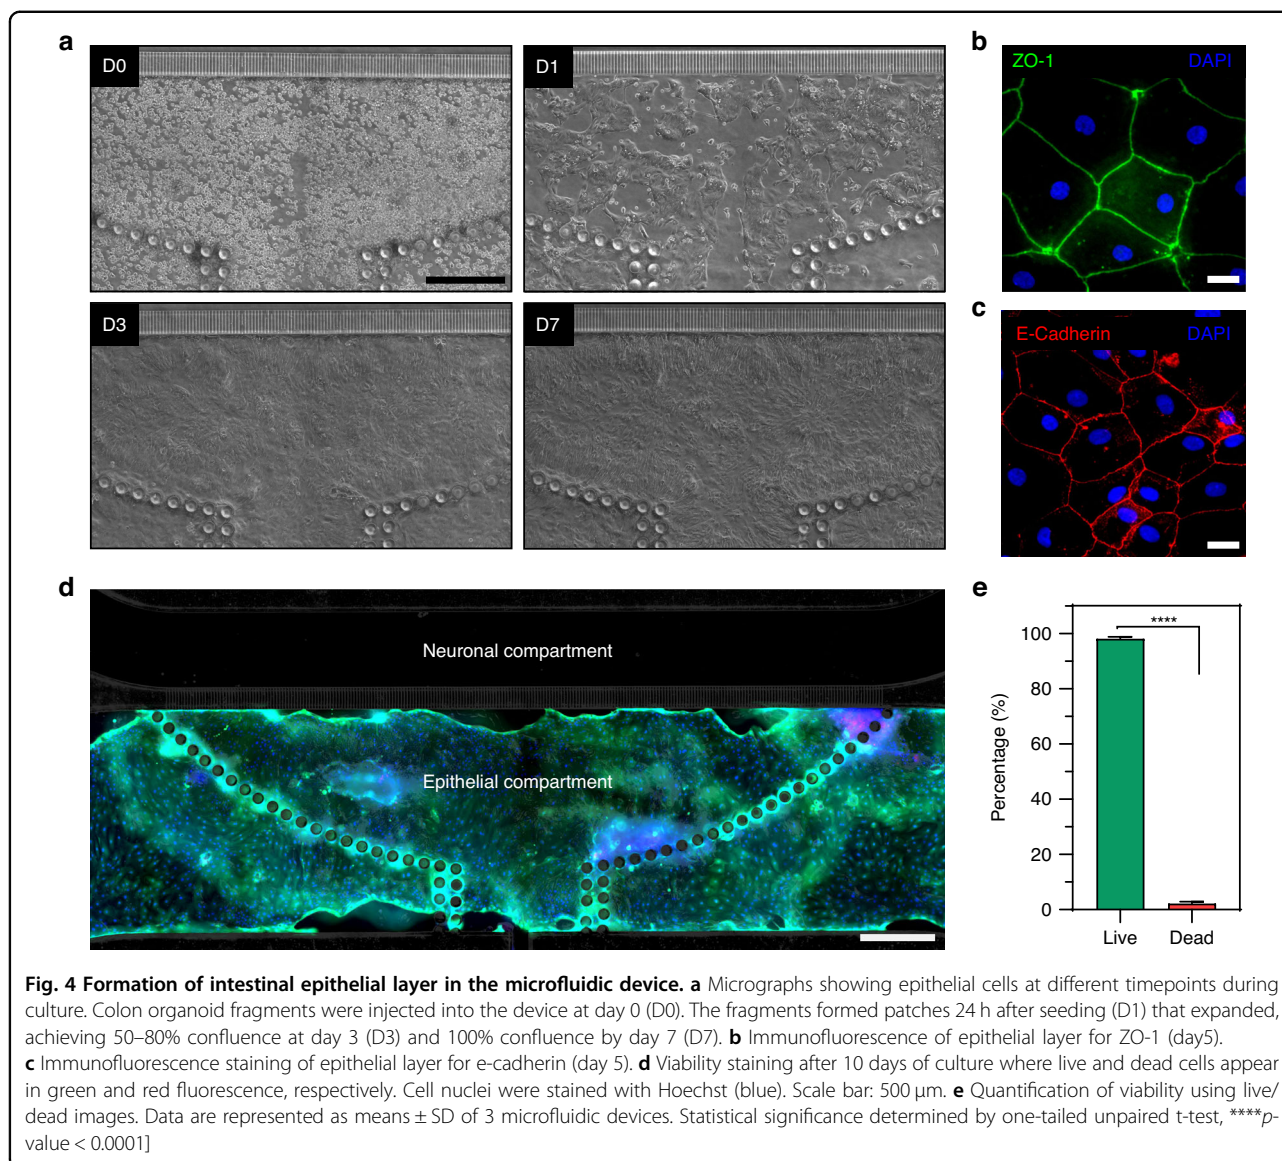 a
D0
D1
D3
D7
b
ZO-1 DAPI
c
E-Cadherin DAPI
d
Neuronal compartment
Epithelial compartment
e
****
100
80
60
40
20
0
Percentage (%)
Live Dead
Fig. 4 Formation of intestinal epithelial layer in the microfluidic device. a Micrographs showing epithelial cells at different timepoints during
culture. Colon organoid fragments were injected into the device at day 0 (D0). The fragments formed patches 24 h after seeding (D1) that expanded,
achieving 50–80% confluence at day 3 (D3) and 100% confluence by day 7 (D7). b Immunofluorescence of epithelial layer for ZO-1 (day5).
c Immunofluorescence staining of epithelial layer for e-cadherin (day 5). d Viability staining after 10 days of culture where live and dead cells appear
in green and red fluorescence, respectively. Cell nuclei were stained with Hoechst (blue). Scale bar: 500 µm. e Quantification of viability using live/
dead images. Data are represented as means ± SD of 3 microfluidic devices. Statistical significance determined by one-tailed unpaired t-test, ****p-
value < 0.0001]